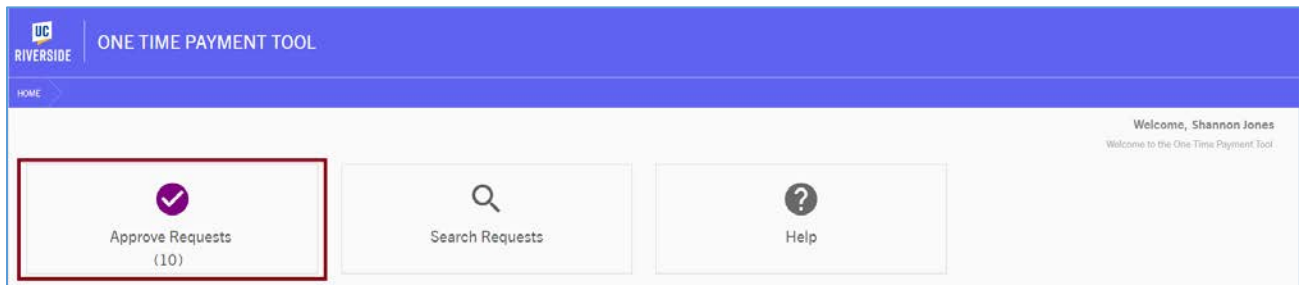 UC
RIVERSIDE
ONE TIME PAYMENT TOOL
HOME
Welcome, Shannon Jones
Welcome to the One Time Payment Tool
Approve Requests
(10)
Search Requests
Help